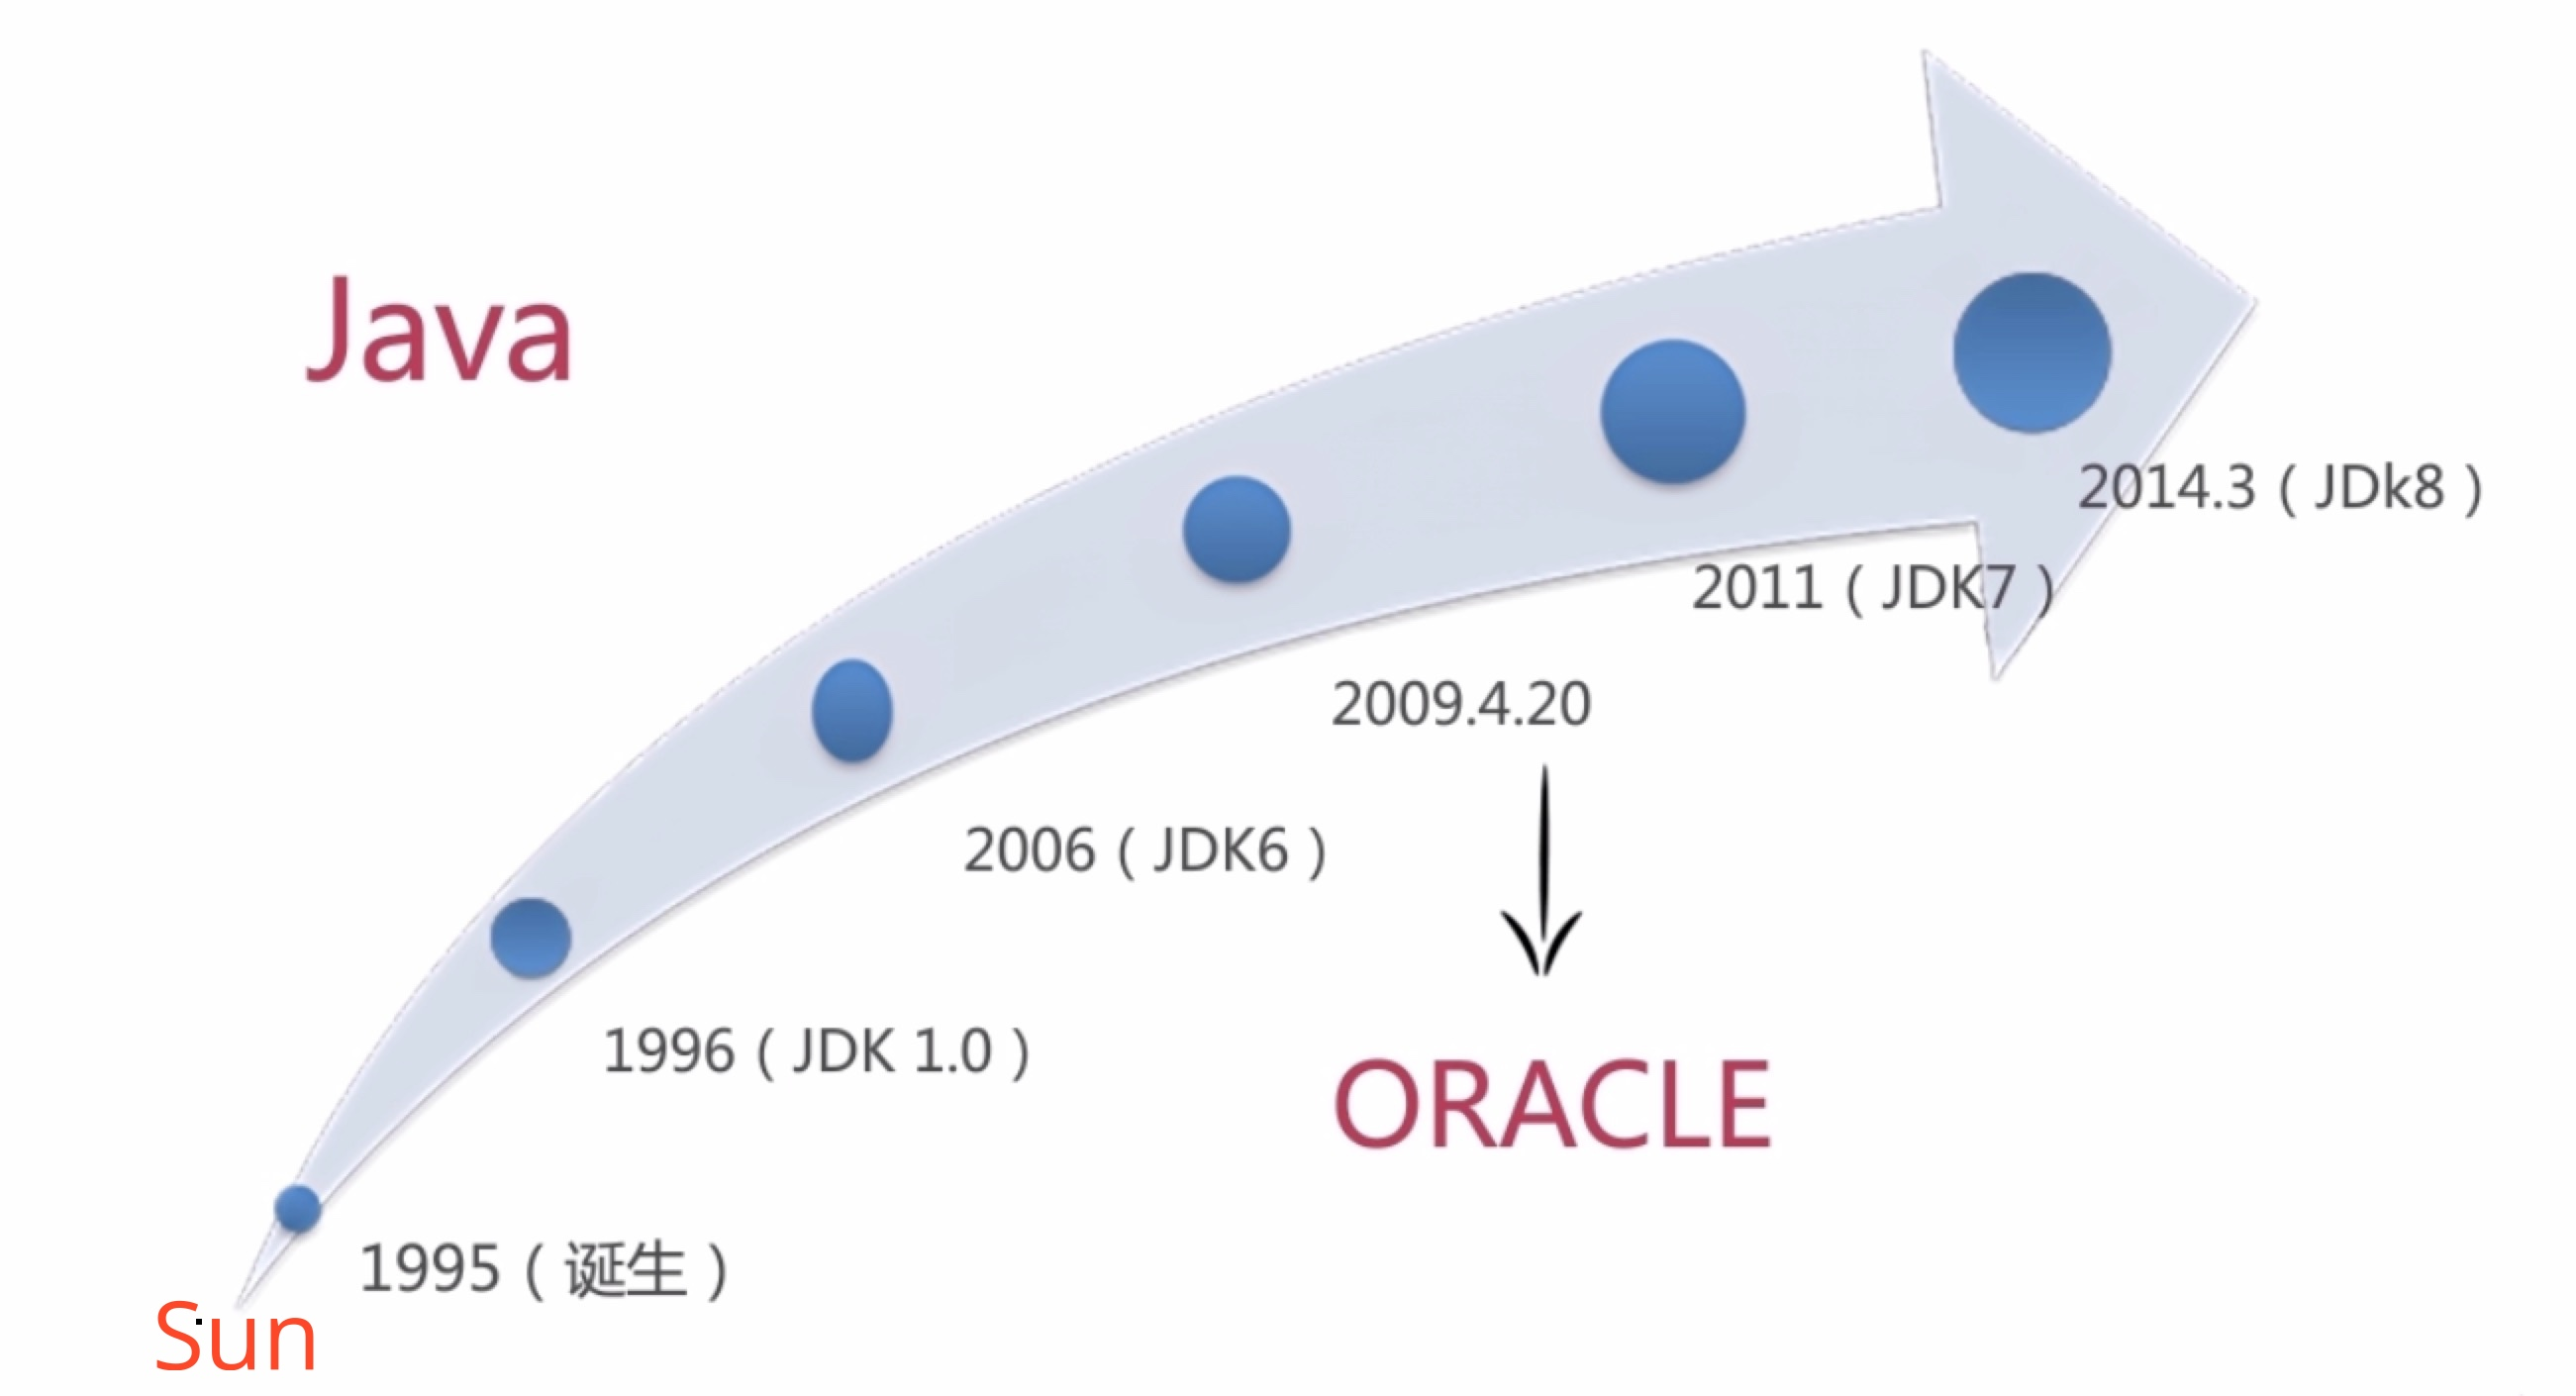 Java
2014.3（JDk8）
2011（JDK7）
2009.4.20
2006（JDK6）
1996（JDK 1.0）
ORACLE
1995（诞生）
Sun